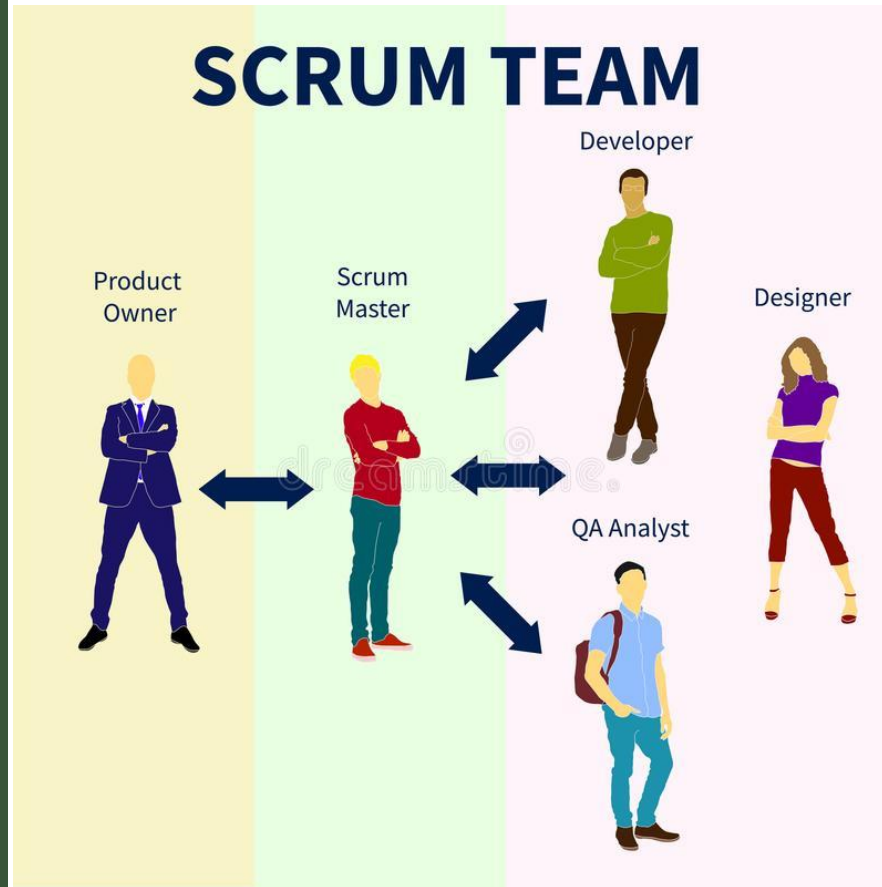 SCRUM TEAM
Developer
Product
Owner
Scrum
Master
Designer
QA Analyst